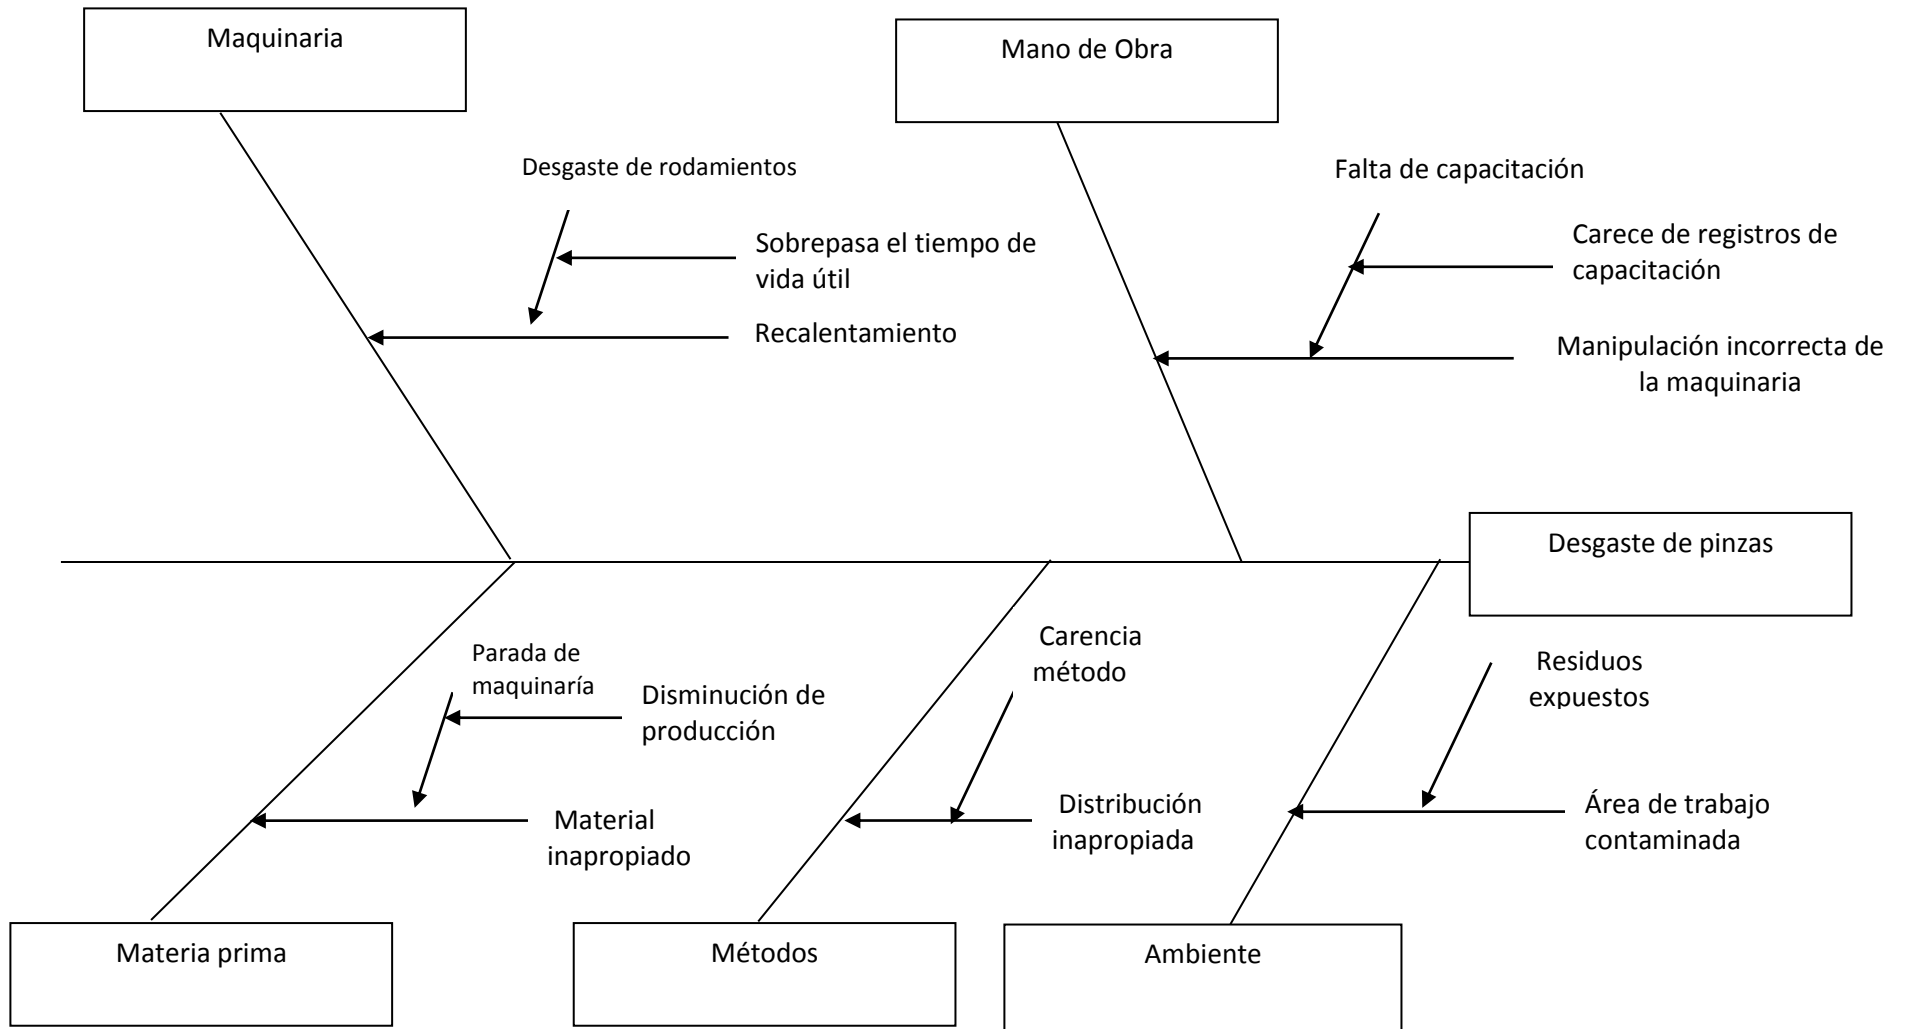 Maquinaria
Mano de Obra
Desgaste de rodamientos
Falta de capacitación
Sobrepasa el tiempo de
vida útil
Carece de registros de
capacitación
Recalentamiento
Manipulación incorrecta de
la maquinaria
Desgaste de pinzas
Parada de
maquinaría
Disminución de
producción
Carencia
método
Residuos
expuestos
Material
inapropiado
Distribución
inapropiada
Área de trabajo
contaminada
Materia prima
Métodos
Ambiente